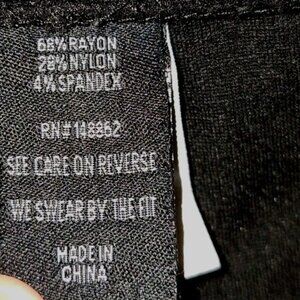 68% RAYON
28% NYLON
4% SPANDEX
RN# 148862
SEE CARE ON REVERSE
WE SWEAR BY THE FIT
MADE IN
CHINA